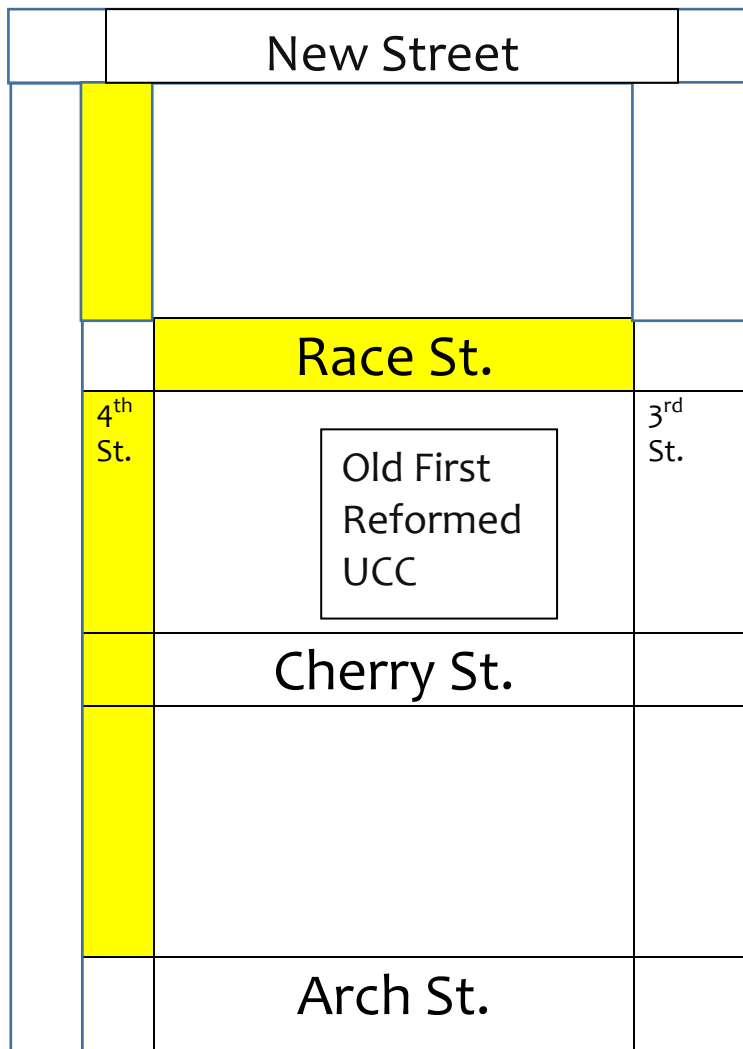 New Street
Race St.
4th
St.
3rd
St.
Old First
Reformed
UCC
Cherry St.
Arch St.